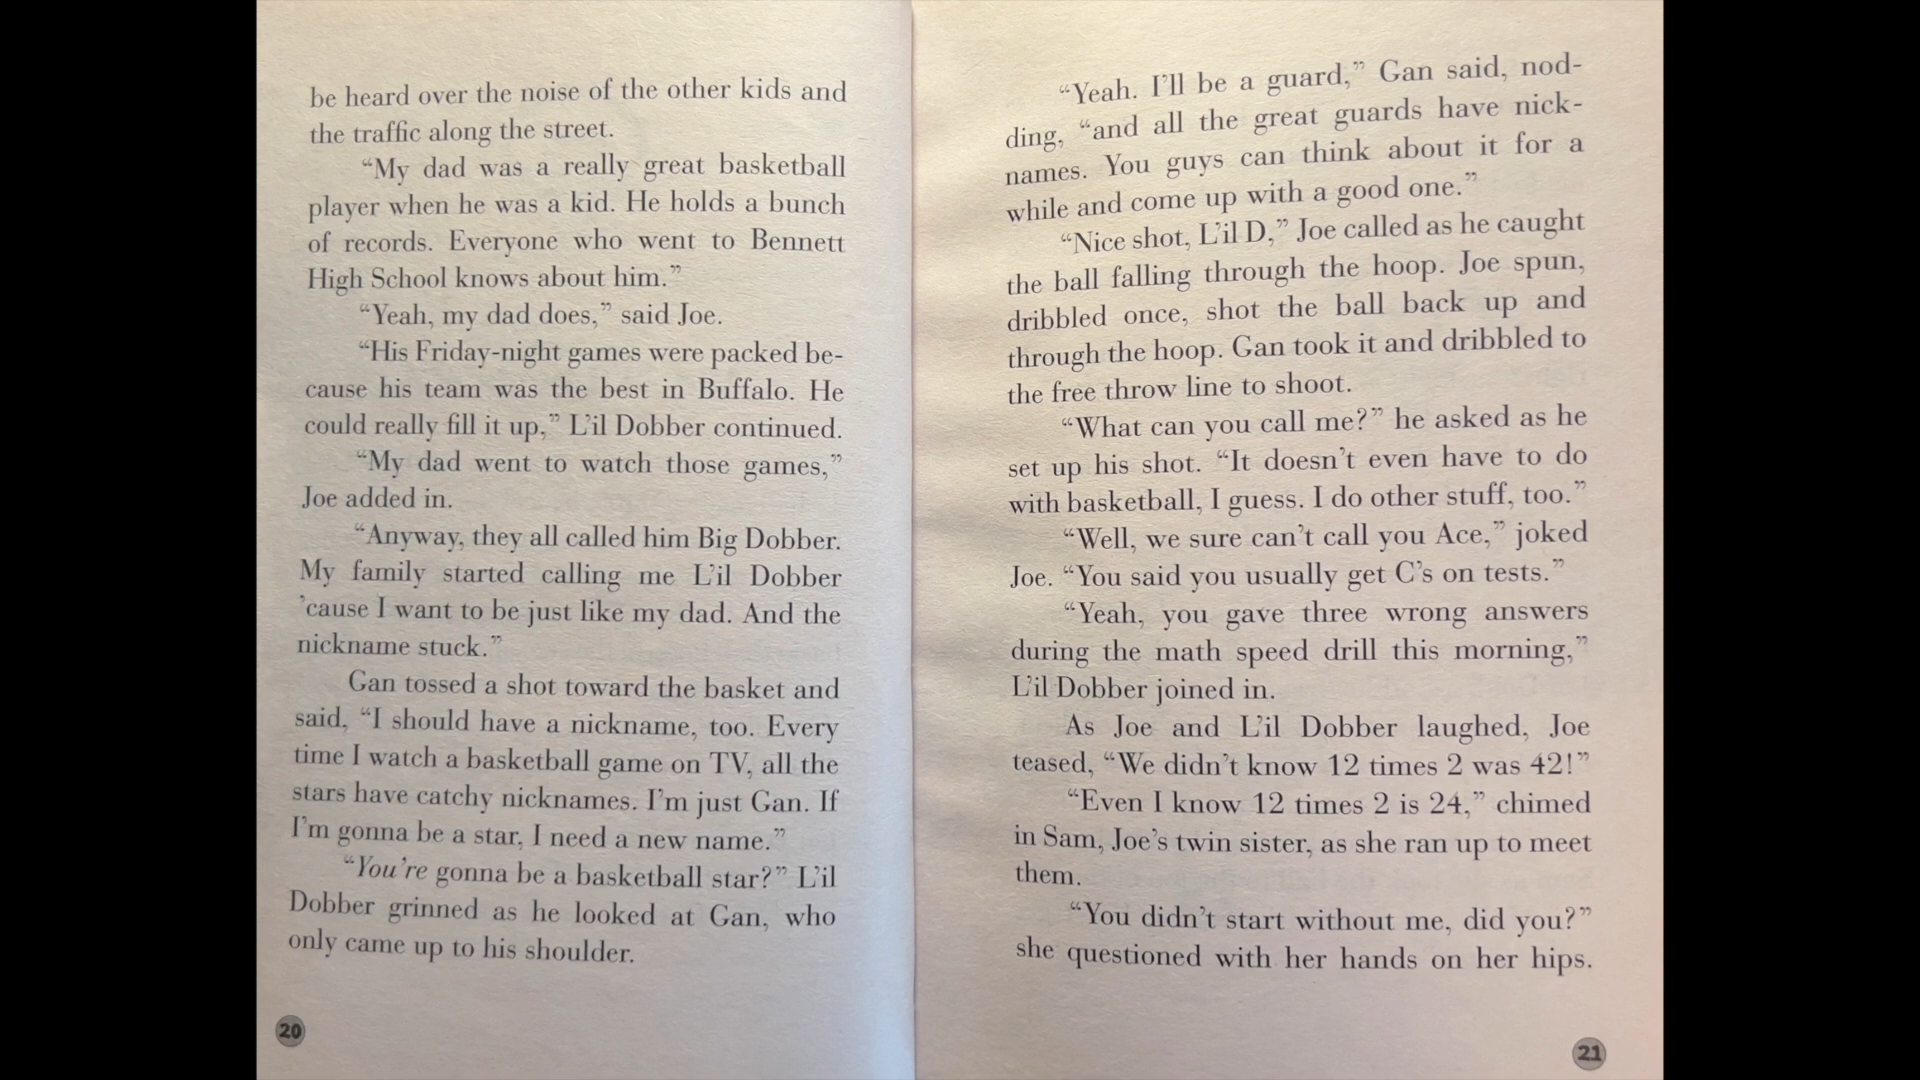 be heard over the noise of the other kids and
the traffic along the street.
“My dad was a really great basketball
player when he was a kid. He holds a bunch
of records. Everyone who went to Bennett
High School knows about him.”
“Yeah, my dad does,” said Joe.
“His Friday-night games were packed be-
cause his team was the best in Buffalo. He
could really fill it up,” L’il Dobber continued.
“My dad went to watch those games,”
Joe added in.
“Anyway, they all called him Big Dobber.
My family started calling me L’il Dobber
’cause I want to be just like my dad. And the
nickname stuck.”
Gan tossed a shot toward the basket and
said, “I should have a nickname, too. Every
time I watch a basketball game on TV, all the
stars have catchy nicknames. I’m just Gan. If
I’m gonna be a star, I need a new name.”
“You’re gonna be a basketball star?” L’il
Dobber grinned as he looked at Gan, who
only came up to his shoulder.
20
“Yeah. I’ll be a guard,” Gan said, nod-
ding, “and all the great guards have nick-
names. You guys can think about it for a
while and come up with a good one.”
“Nice shot, L’il D,” Joe called as he caught
the ball falling through the hoop. Joe spun,
dribbled once, shot the ball back up and
through the hoop. Gan took it and dribbled to
the free throw line to shoot.
“What can you call me?” he asked as he
set up his shot. “It doesn’t even have to do
with basketball, I guess. I do other stuff, too.”
“Well, we sure can’t call you Ace,” joked
Joe. “You said you usually get C’s on tests.”
“Yeah, you gave three wrong answers
during the math speed drill this morning,”
L’il Dobber joined in.
As Joe and L’il Dobber laughed, Joe
teased, “We didn’t know 12 times 2 was 42!”
“Even I know 12 times 2 is 24,” chimed
in Sam, Joe’s twin sister, as she ran up to meet
them.
“You didn’t start without me, did you?”
she questioned with her hands on her hips.
21